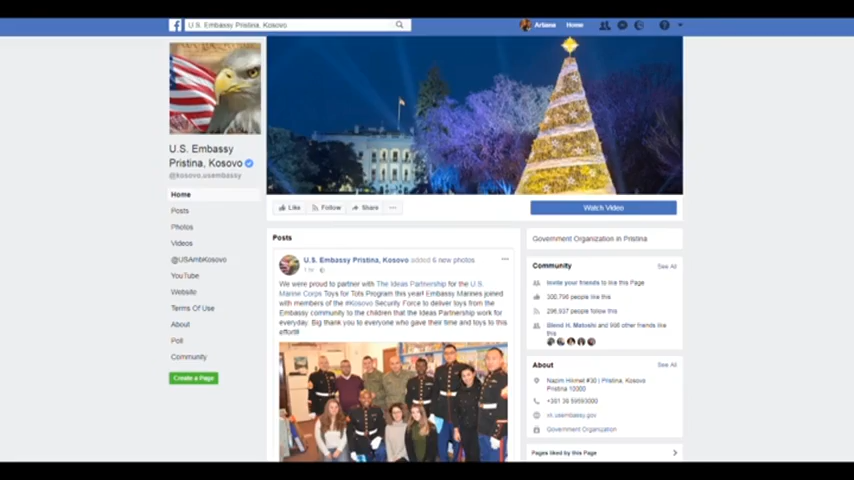 U.S. Embassy Pristina, Kosovo
Artiana Home
U.S. Embassy
Pristina, Kosovo
@kosovo.usembassy
Home
Posts
Photos
Videos
@USAmbKosovo
YouTube
Website
Terms Of Use
About
Poll
Community
Create a Page
Like Follow Share
Watch Video
Posts
U.S. Embassy Pristina, Kosovo added 6 new photos
1 hr
We were proud to partner with The Ideas Partnership for the U.S.
Marine Corps Toys for Tots Program this year! Embassy Marines joined
with members of the #Kosovo Security Force to deliver toys from the
Embassy community to the children that the Ideas Partnership work for
everyday. Big thank you to everyone who gave their time and toys to this
effort!
Government Organization in Pristina
Community See All
Invite your friends to like this Page
people like this
people follow this
Blend H. Matoshi and other friends like
this
About See All
Nazim Hikmet #30 | Pristina, Kosovo
Pristina 10000
+381 38 59593000
usembassy.gov
Government Organization
Pages liked by this Page